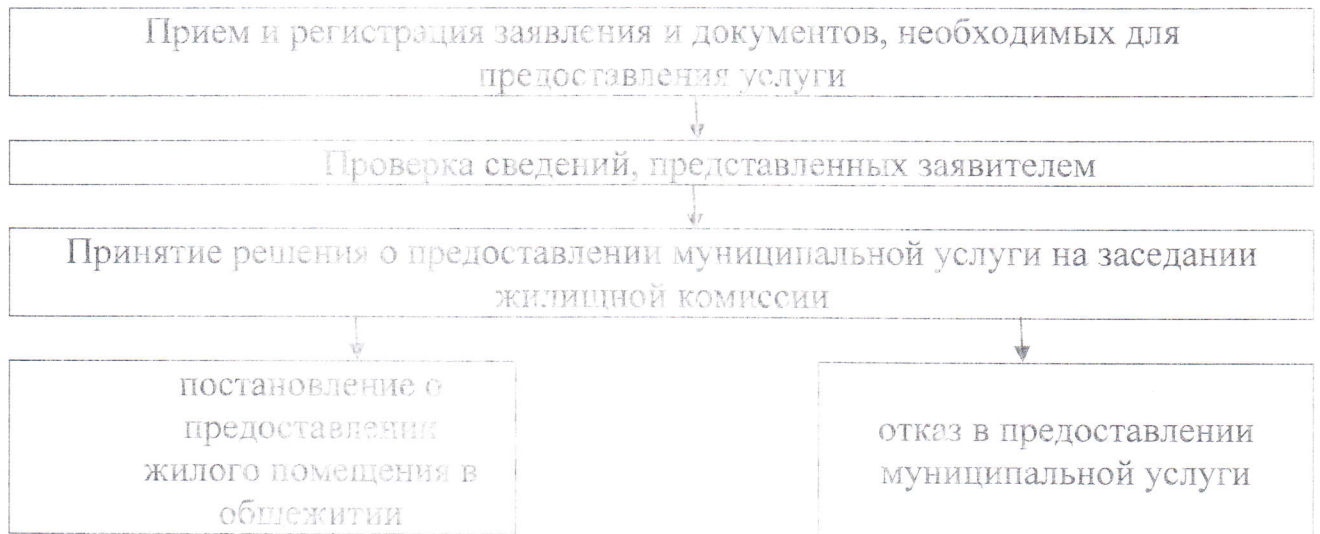 Прием и регистрация заявления и документов, необходимых для
предоставления услуги
Проверка сведений, представленных заявителем
Принятие решения о предоставлении муниципальной услуги на заседании
жилищной комиссии
постановление о
предоставлении
жилого помещения в
общежитии
отказ в предоставлении
муниципальной услуги